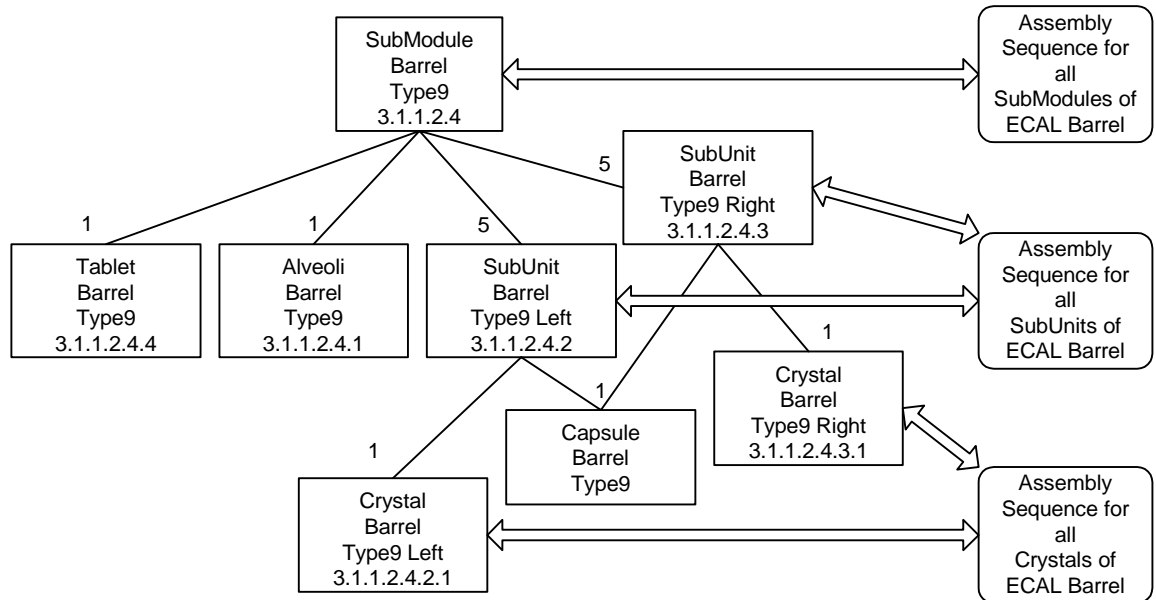 SubModule
Barrel
Type9
3.1.1.2.4
Assembly
Sequence for
all
SubModules of
ECAL Barrel
5
SubUnit
Barrel
Type9 Right
3.1.1.2.4.3
1
1
5
Tablet
Barrel
Type9
3.1.1.2.4.4
Alveoli
Barrel
Type9
3.1.1.2.4.1
SubUnit
Barrel
Type9 Left
3.1.1.2.4.2
Assembly
Sequence for
all
SubUnits of
ECAL Barrel
1
1
1
Crystal
Barrel
Type9 Right
3.1.1.2.4.3.1
Capsule
Barrel
Type9
Crystal
Barrel
Type9 Left
3.1.1.2.4.2.1
Assembly
Sequence for
all
Crystals of
ECAL Barrel